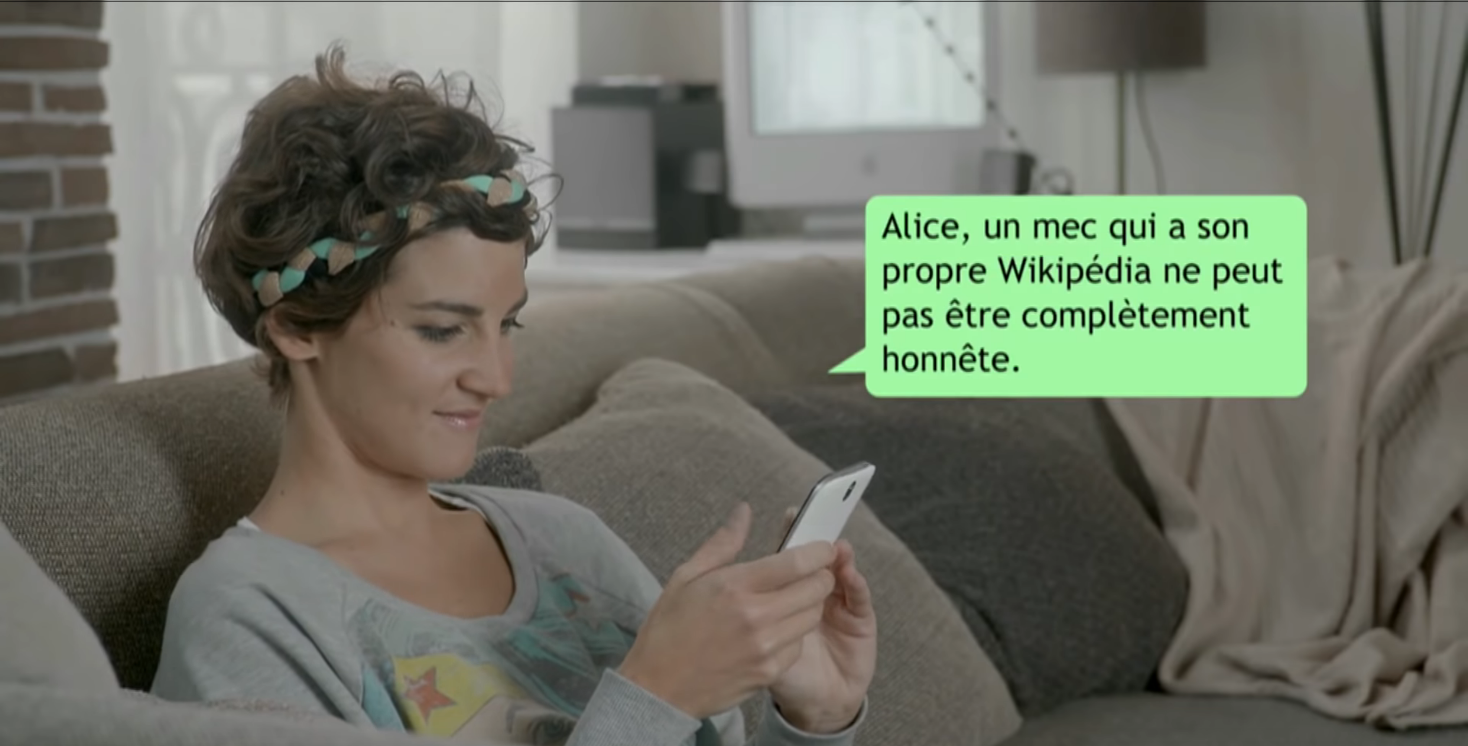 Alice, un mec qui a son
propre Wikipédia ne peut
pas être complètement
honnête.